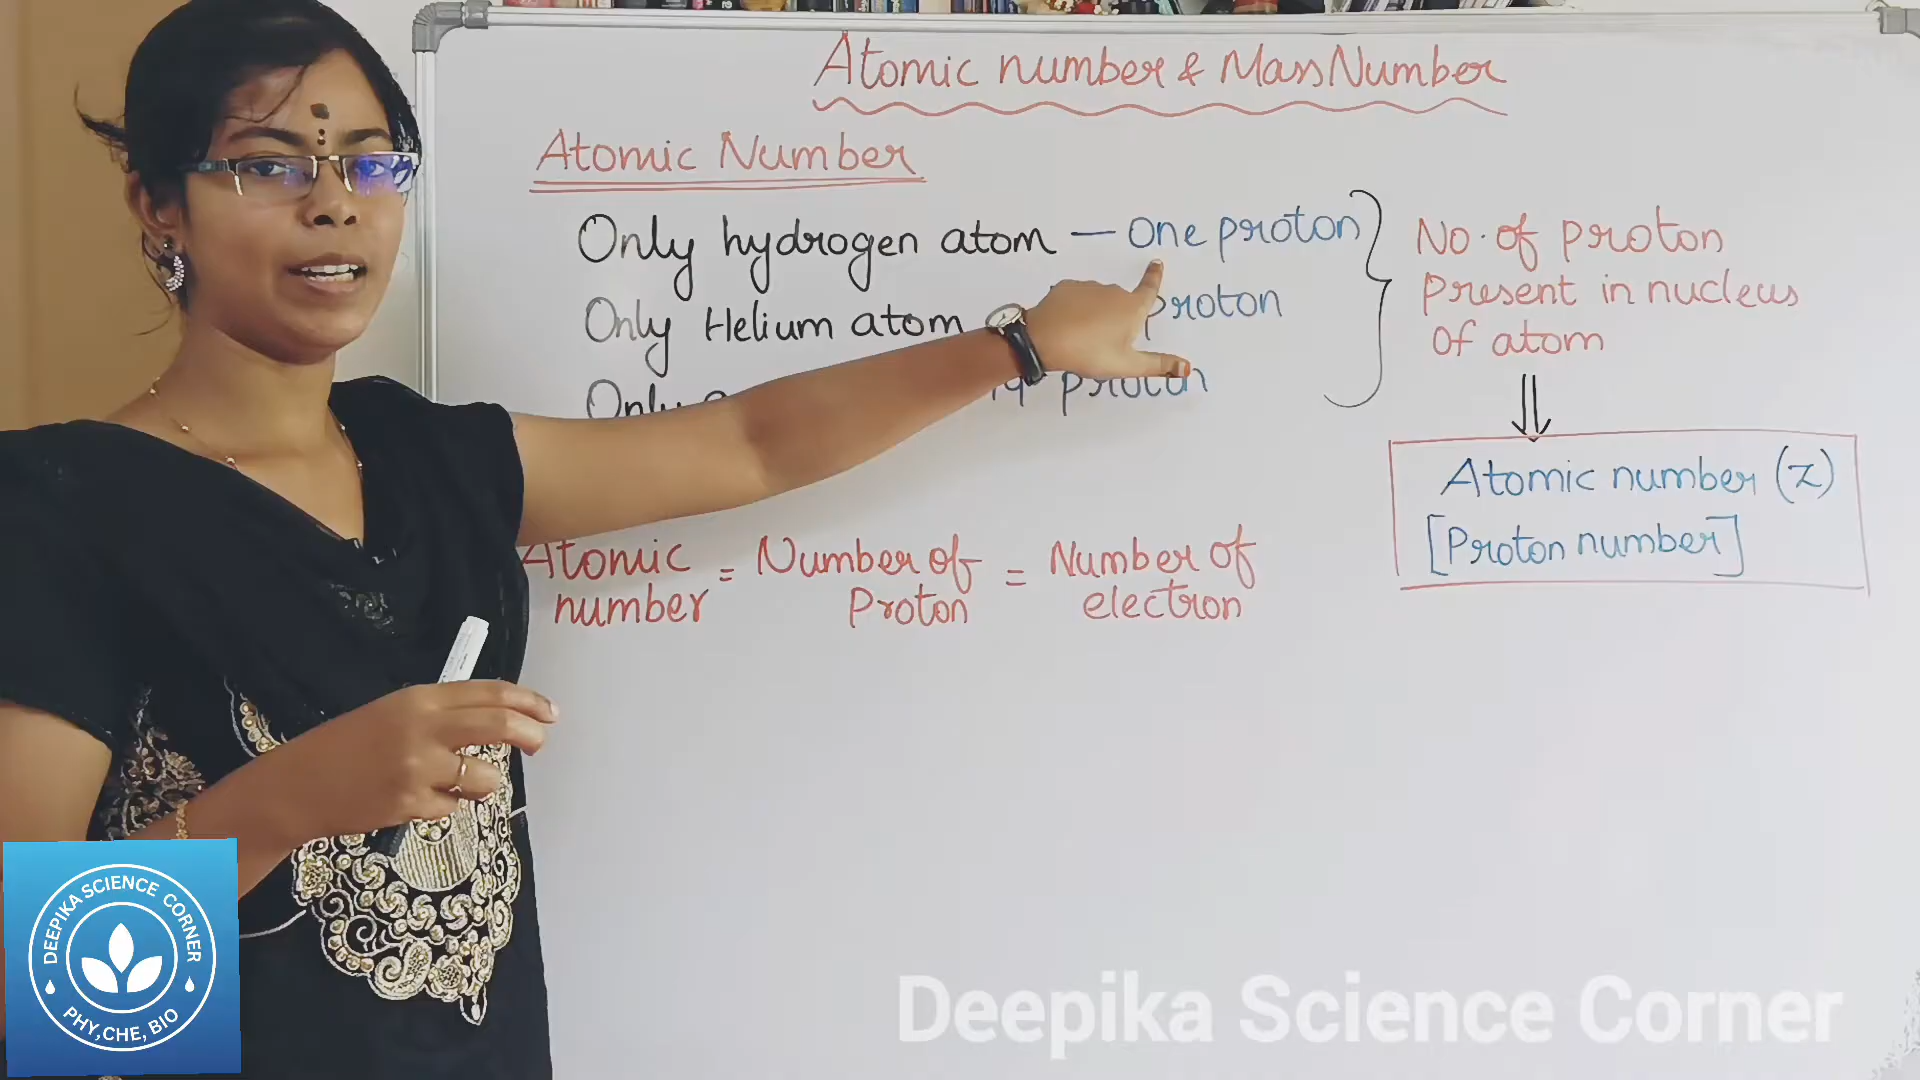 Atomic number & Mass Number
Atomic Number
Only hydrogen atom — One proton
Only Helium atom proton
Only proton
No. of proton
present in nucleus
of atom
Atomic number (Z)
[Proton number]
Atomic number = Number of Proton = Number of electron
DEEPIKA SCIENCE CORNER
PHY,CHE, BIO
Deepika Science Corner